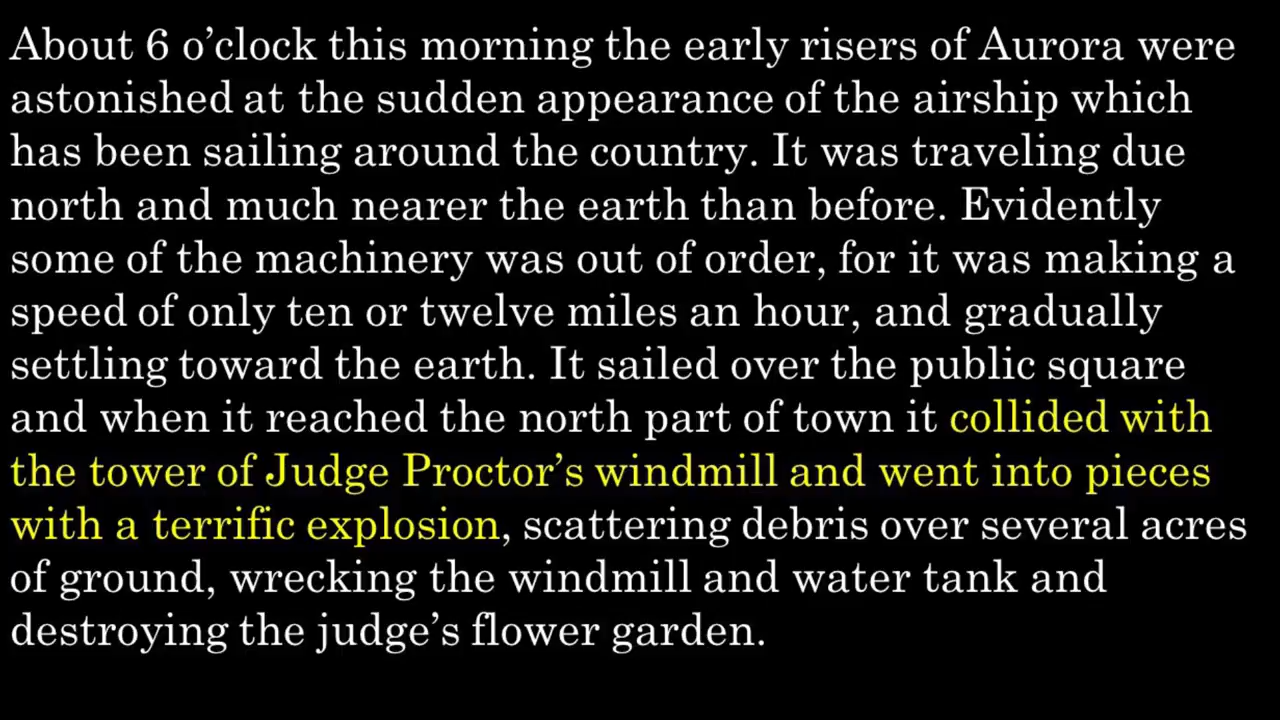 About 6 o’clock this morning the early risers of Aurora were
astonished at the sudden appearance of the airship which
has been sailing around the country. It was traveling due
north and much nearer the earth than before. Evidently
some of the machinery was out of order, for it was making a
speed of only ten or twelve miles an hour, and gradually
settling toward the earth. It sailed over the public square
and when it reached the north part of town it collided with
the tower of Judge Proctor’s windmill and went into pieces
with a terrific explosion, scattering debris over several acres
of ground, wrecking the windmill and water tank and
destroying the judge’s flower garden.